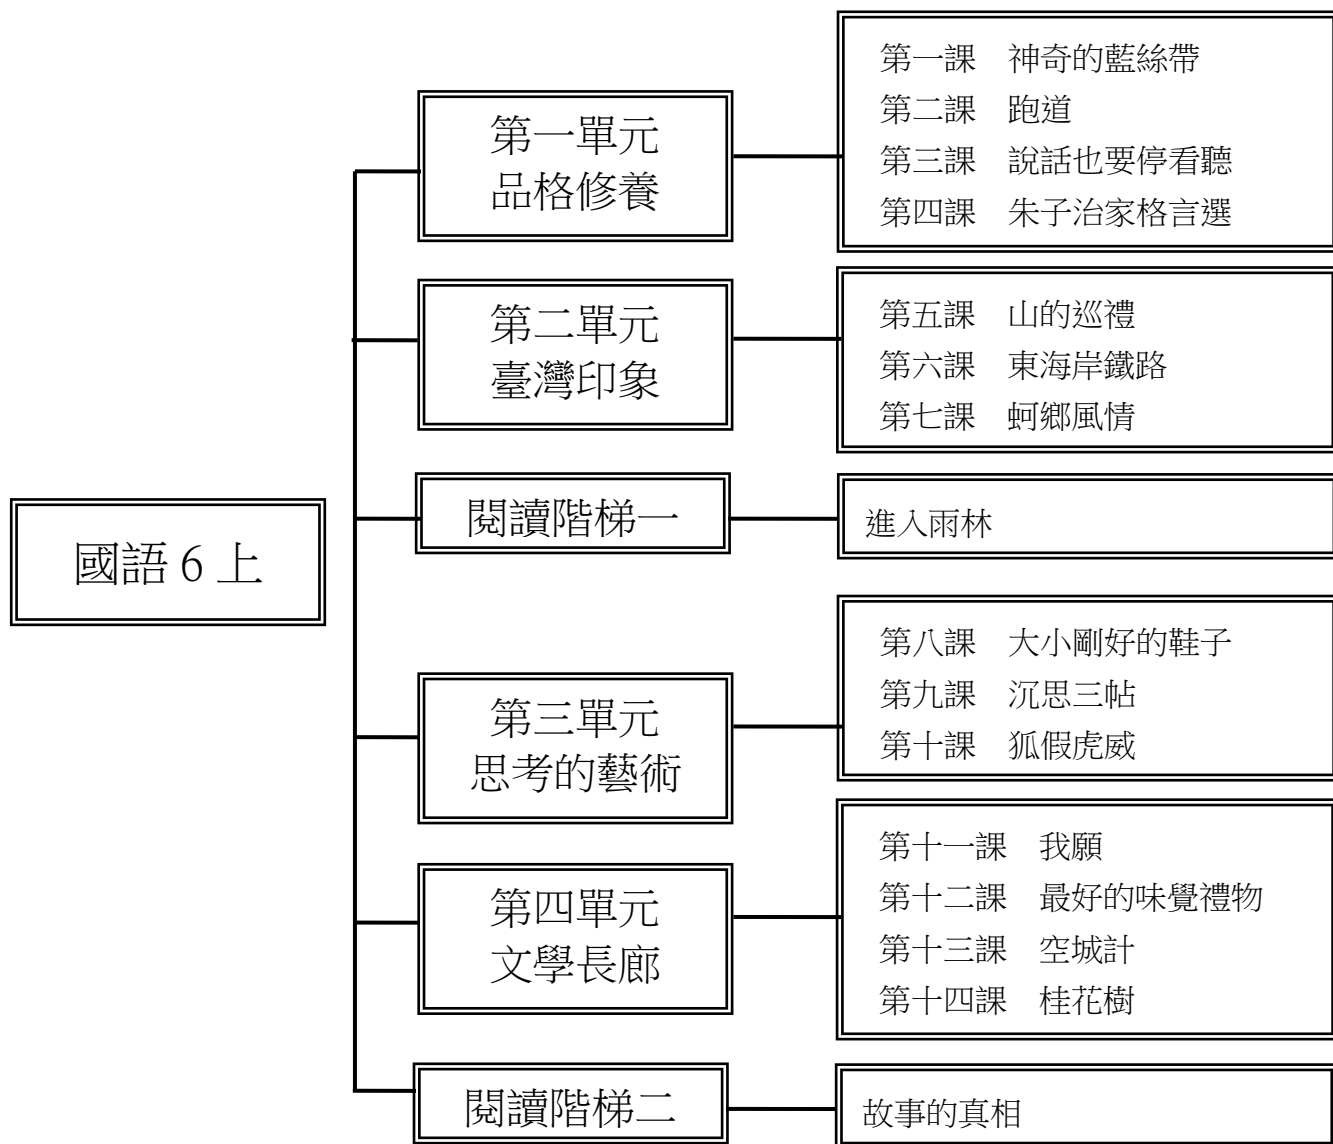 國語 6 上
第一單元
品格修養
第一課　神奇的藍絲帶
第二課　跑道
第三課　說話也要停看聽
第四課　朱子治家格言選
第二單元
臺灣印象
第五課　山的巡禮
第六課　東海岸鐵路
第七課　蚵鄉風情
閱讀階梯一
進入雨林
第三單元
思考的藝術
第八課　大小剛好的鞋子
第九課　沉思三帖
第十課　狐假虎威
第四單元
文學長廊
第十一課　我願
第十二課　最好的味覺禮物
第十三課　空城計
第十四課　桂花樹
閱讀階梯二
故事的真相